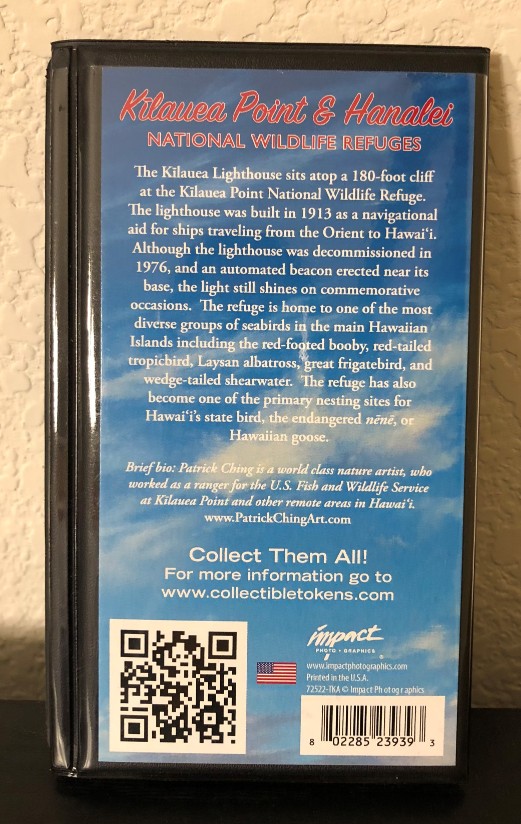 Kīlauea Point & Hanalei
NATIONAL WILDLIFE REFUGES
The Kīlauea Lighthouse sits atop a 180-foot cliff
at the Kīlauea Point National Wildlife Refuge.
The lighthouse was built in 1913 as a navigational
aid for ships traveling from the Orient to Hawai‘i.
Although the lighthouse was decommissioned in
1976, and an automated beacon erected near its
base, the light still shines on commemorative
occasions. The refuge is home to one of the most
diverse groups of seabirds in the main Hawaiian
Islands including the red-footed booby, red-tailed
tropicbird, Laysan albatross, great frigatebird, and
wedge-tailed shearwater. The refuge has also
become one of the primary nesting sites for
Hawai‘i's state bird, the endangered nēnē, or
Hawaiian goose.
Brief bio: Patrick Ching is a world class nature artist, who
worked as a ranger for the U.S. Fish and Wildlife Service
at Kīlauea Point and other remote areas in Hawai‘i.
www.PatrickChingArt.com
Collect Them All!
For more information go to
www.collectibletokens.com
impact
PHOTO • GRAPHICS ®
www.impactphotographics.com
Printed in the U.S.A.
72522-TKA © Impact Photographics
8 02285 23939 3